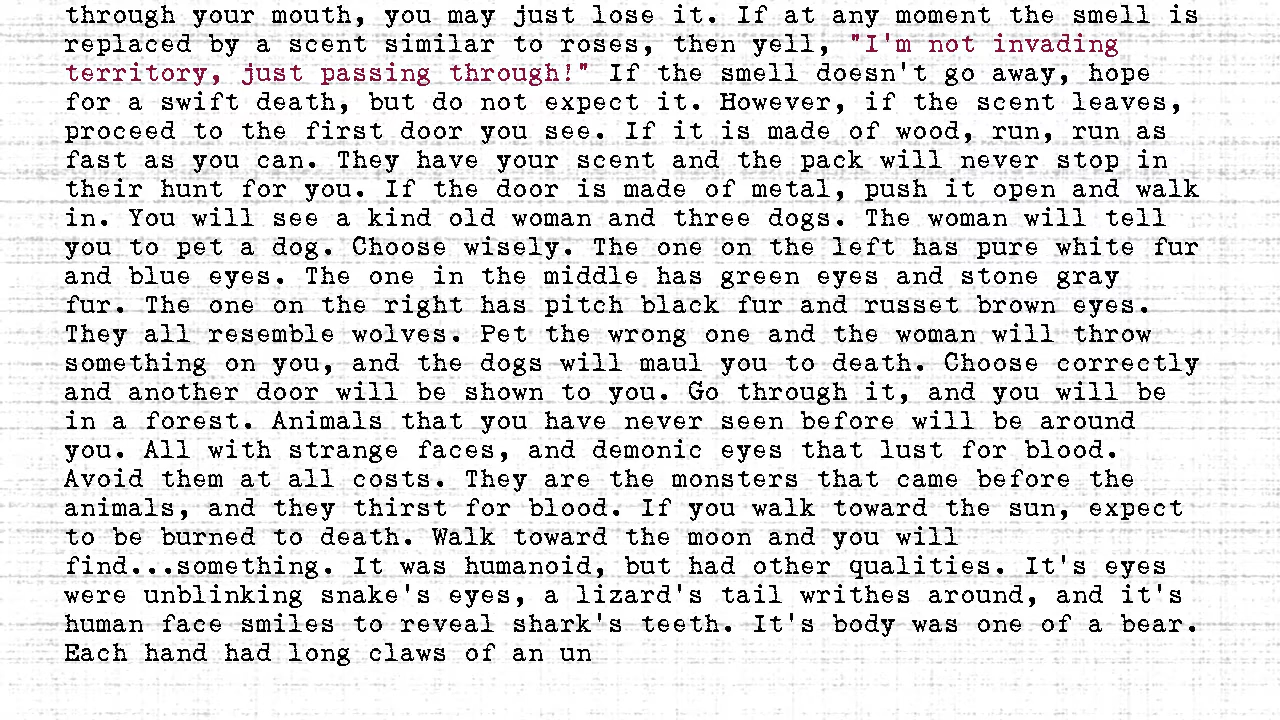 through your mouth, you may just lose it. If at any moment the smell is
replaced by a scent similar to roses, then yell, "I'm not invading
territory, just passing through!" If the smell doesn't go away, hope
for a swift death, but do not expect it. However, if the scent leaves,
proceed to the first door you see. If it is made of wood, run, run as
fast as you can. They have your scent and the pack will never stop in
their hunt for you. If the door is made of metal, push it open and walk
in. You will see a kind old woman and three dogs. The woman will tell
you to pet a dog. Choose wisely. The one on the left has pure white fur
and blue eyes. The one in the middle has green eyes and stone gray
fur. The one on the right has pitch black fur and russet brown eyes.
They all resemble wolves. Pet the wrong one and the woman will throw
something on you, and the dogs will maul you to death. Choose correctly
and another door will be shown to you. Go through it, and you will be
in a forest. Animals that you have never seen before will be around
you. All with strange faces, and demonic eyes that lust for blood.
Avoid them at all costs. They are the monsters that came before the
animals, and they thirst for blood. If you walk toward the sun, expect
to be burned to death. Walk toward the moon and you will
find...something. It was humanoid, but had other qualities. It's eyes
were unblinking snake's eyes, a lizard's tail writhes around, and it's
human face smiles to reveal shark's teeth. It's body was one of a bear.
Each hand had long claws of an un